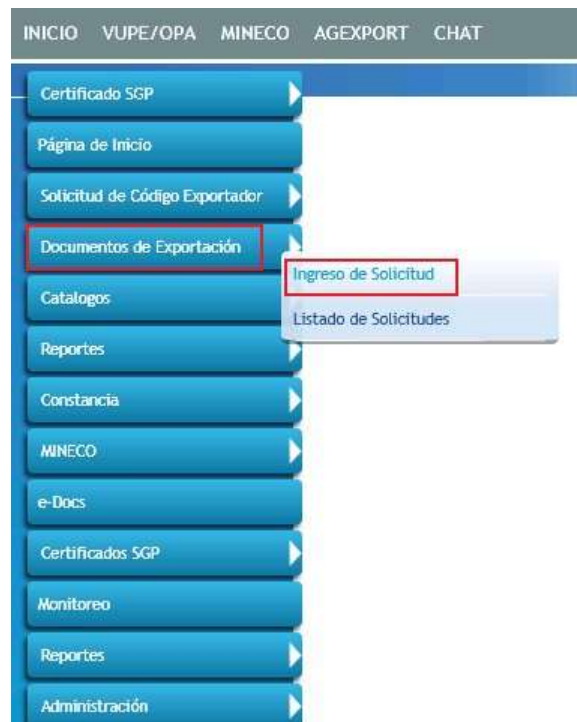 INICIO VUPE/OPA MINECO AGEXPORT CHAT
Certificado SGP
Página de Inicio
Solicitud de Código Exportador
Documentos de Exportación
Ingreso de Solicitud
Catalogos
Listado de Solicitudes
Reportes
Constancia
MINECO
e-Docs
Certificados SGP
Monitoreo
Reportes
Administración